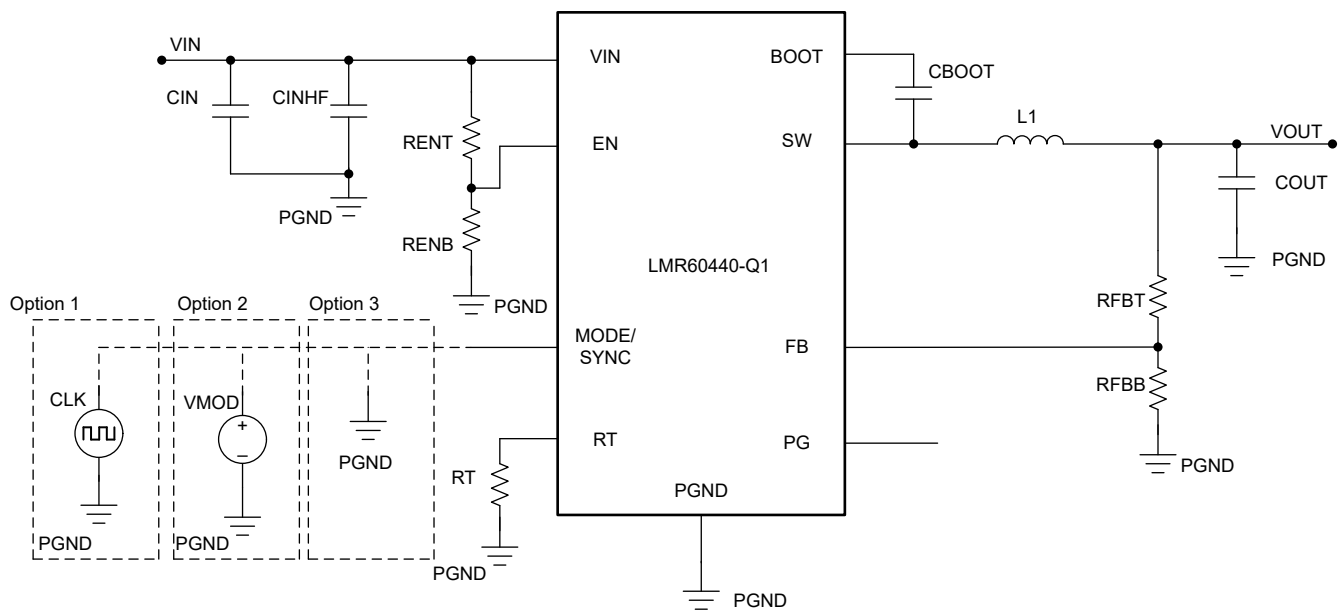 VIN
VIN
BOOT
CBOOT
CIN
CINHF
L1
RENT
EN
SW
VOUT
COUT
PGND
RENB
LMR60440-Q1
PGND
PGND
RFBT
Option 1
Option 2
Option 3
MODE/
SYNC
FB
RFBB
CLK
VMOD
RT
PG
PGND
PGND
RT
PGND
PGND
PGND
PGND
PGND